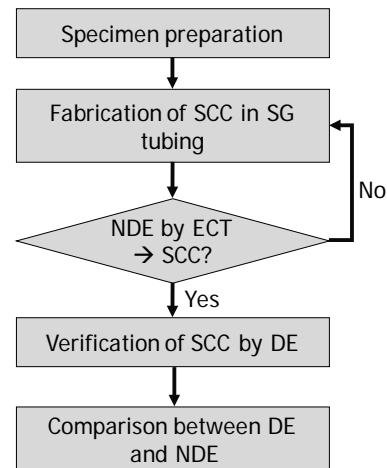 Specimen preparation
Fabrication of SCC in SG
tubing
No
NDE by ECT
→ SCC?
Yes
Verification of SCC by DE
Comparison between DE
and NDE